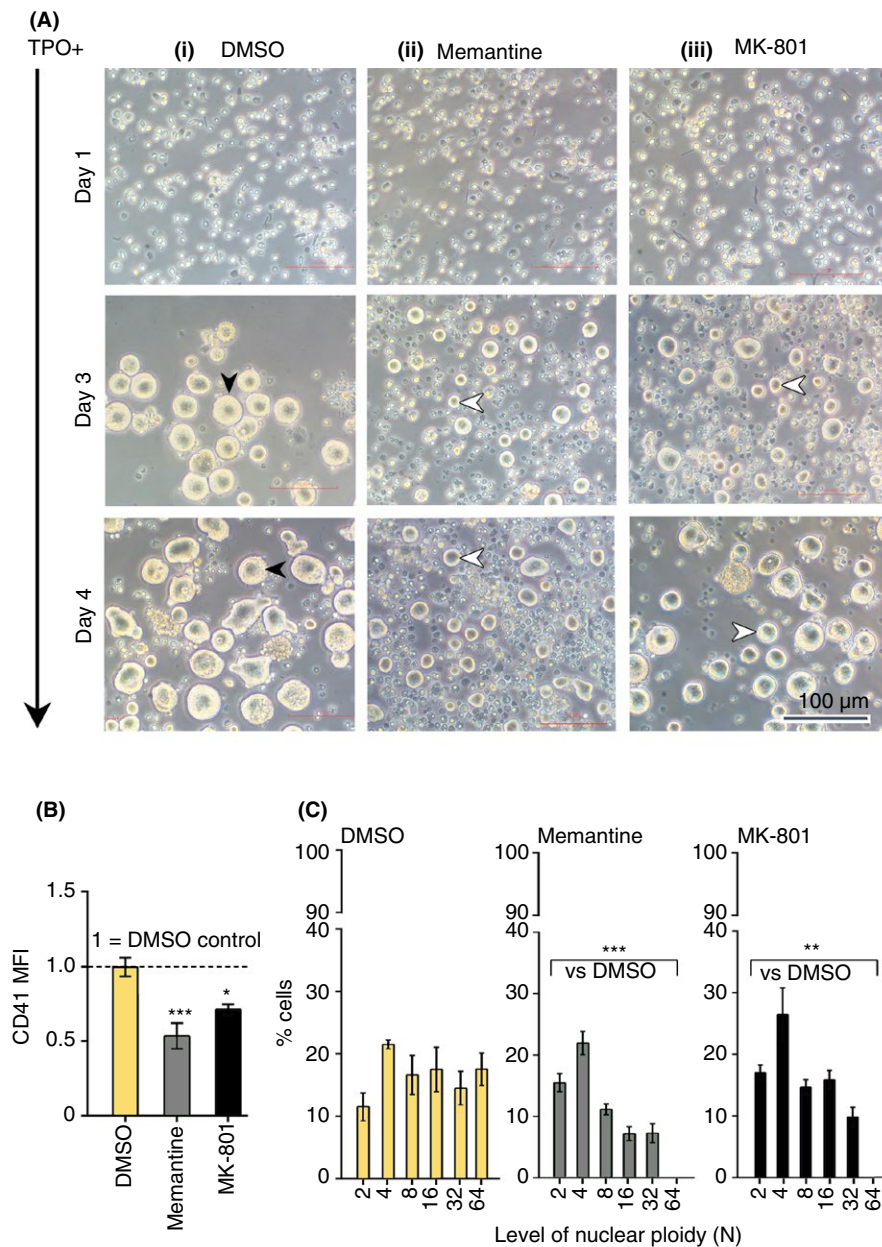 (A)
TPO+
(i) DMSO
(ii) Memantine
(iii) MK-801
Day 1
Day 3
Day 4
100 µm
(B)
CD41 MFI
1.5
1.0
0.5
0
1 = DMSO control
***
*
DMSO
Memantine
MK-801
(C)
DMSO
Memantine
MK-801
% cells
100
90
40
30
20
10
0
2 4 8 16 32 64
100
90
40
30
20
10
0
***
vs DMSO
2 4 8 16 32 64
100
90
40
30
20
10
0
**
vs DMSO
2 4 8 16 32 64
Level of nuclear ploidy (N)